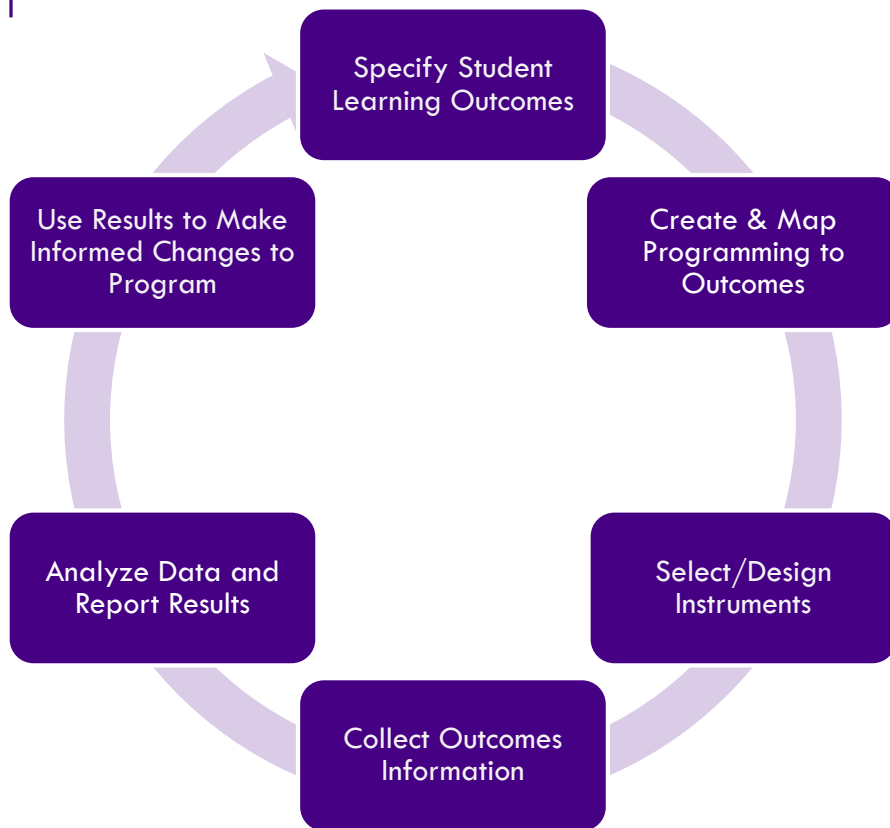 Specify Student
Learning Outcomes
Create & Map
Programming to
Outcomes
Select/Design
Instruments
Collect Outcomes
Information
Analyze Data and
Report Results
Use Results to Make
Informed Changes to
Program